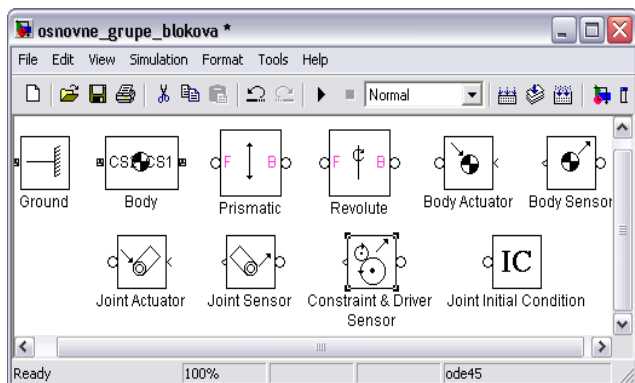 osnovne_grupe_blokova *
File Edit View Simulation Format Tools Help
Normal
CS2 CS1
F B
F B
Ground
Body
Prismatic
Revolute
Body Actuator
Body Sensor
IC
Joint Actuator
Joint Sensor
Constraint & Driver
Sensor
Joint Initial Condition
Ready
100%
ode45